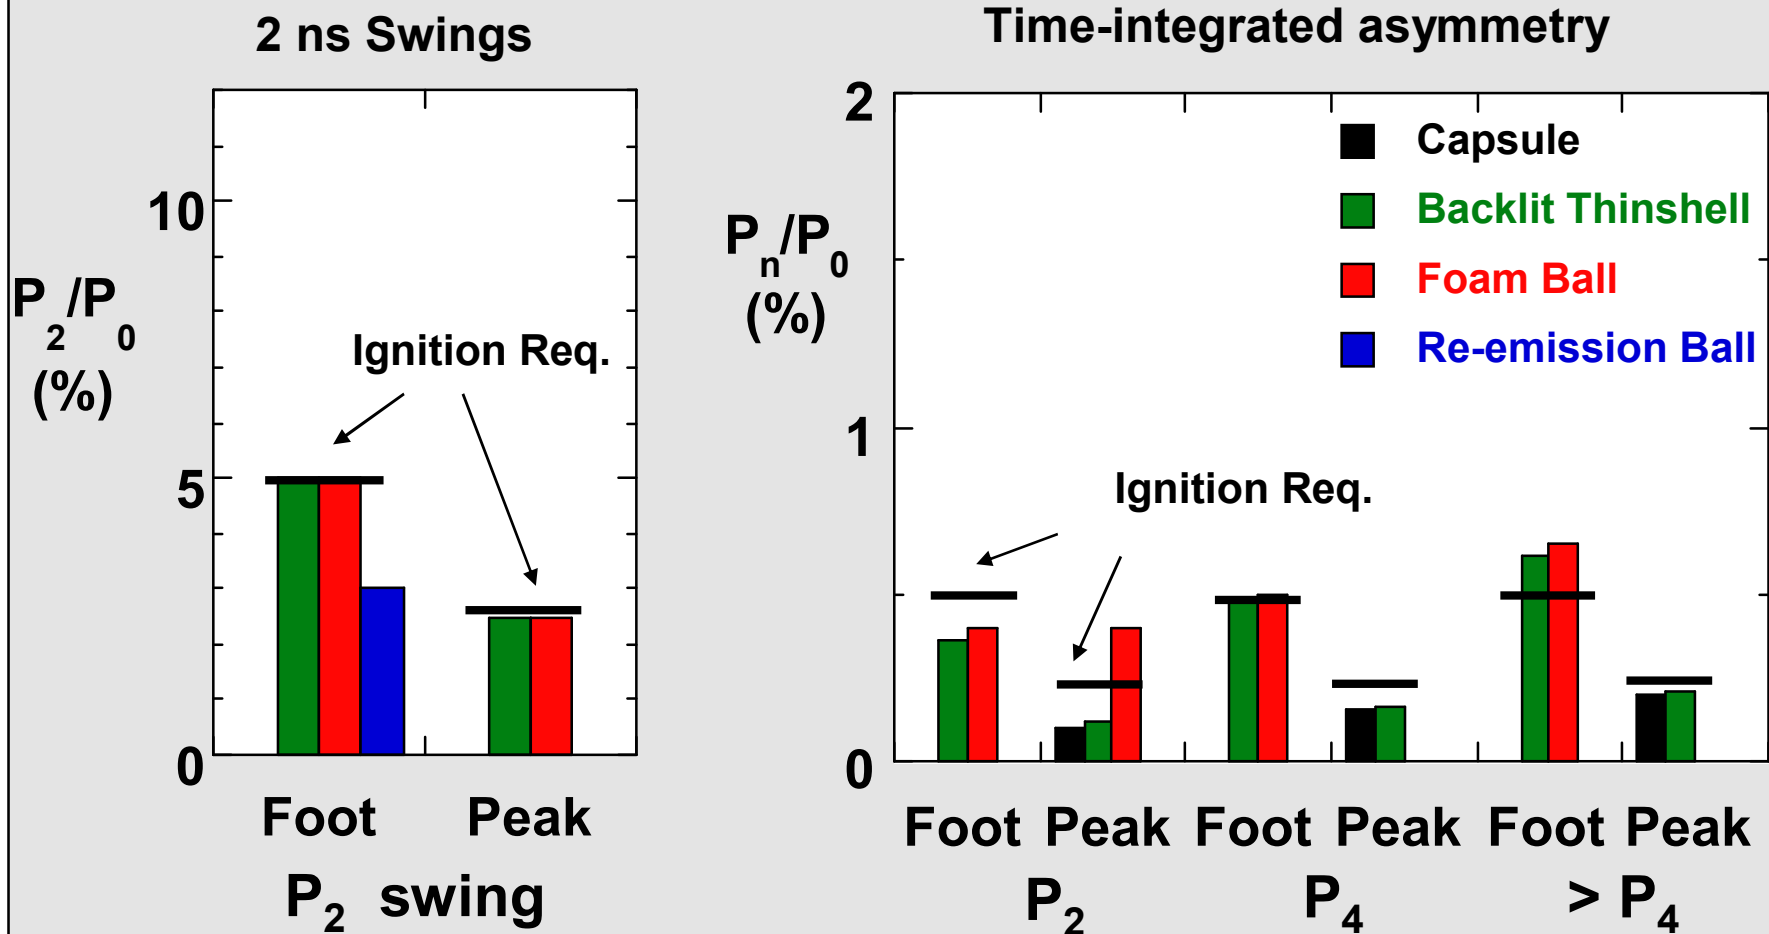 2 ns Swings
10
5
0
P2/P0
(%)
Ignition Req.
Foot Peak
P2 swing
Time-integrated asymmetry
2
1
0
Pn/P0
(%)
Capsule
Backlit Thinshell
Foam Ball
Re-emission Ball
Ignition Req.
Foot Peak Foot Peak Foot Peak
P2 P4 > P4